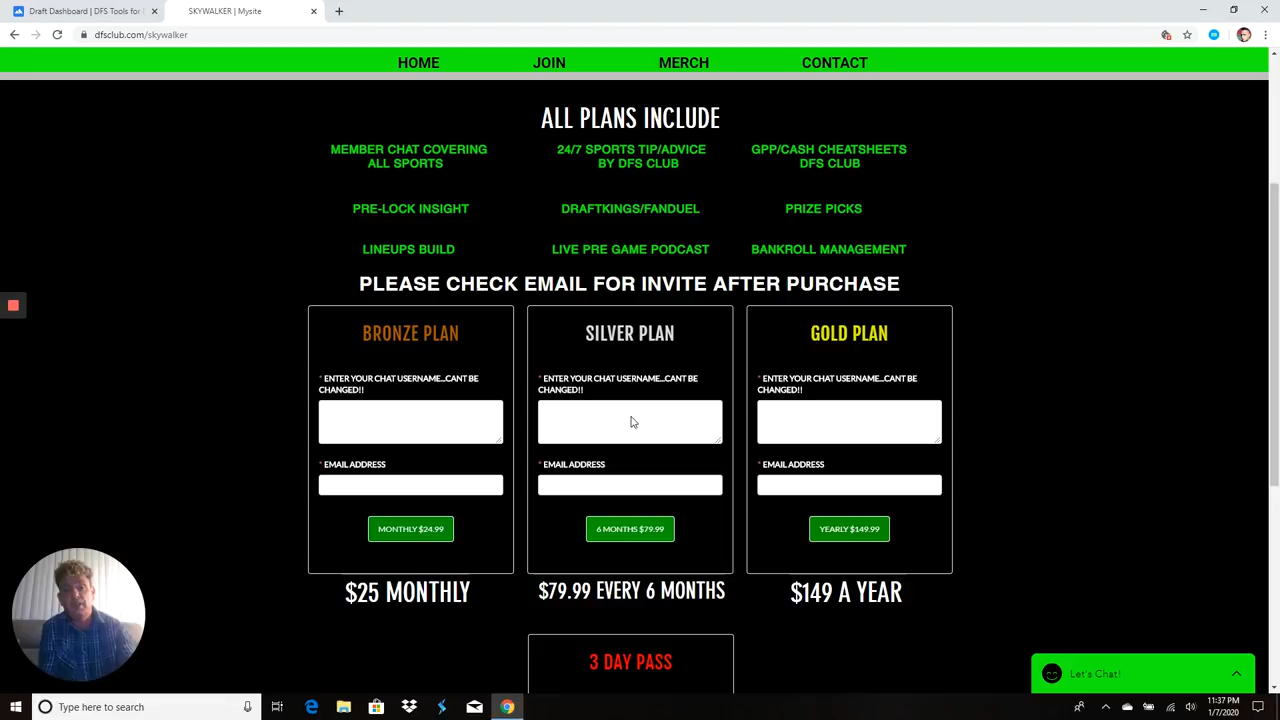 Draft Dashboard | DFS Tools for
SKYWALKER | Mysite
dfsclub.com/skywalker
HOME
JOIN
MERCH
CONTACT
ALL PLANS INCLUDE
MEMBER CHAT COVERING
ALL SPORTS
24/7 SPORTS TIP/ADVICE
BY DFS CLUB
GPP/CASH CHEATSHEETS
DFS CLUB
PRE-LOCK INSIGHT
DRAFTKINGS/FANDUEL
PRIZE PICKS
LINEUPS BUILD
LIVE PRE GAME PODCAST
BANKROLL MANAGEMENT
PLEASE CHECK EMAIL FOR INVITE AFTER PURCHASE
BRONZE PLAN
* ENTER YOUR CHAT USERNAME...CANT BE
CHANGED!!
* EMAIL ADDRESS
MONTHLY $24.99
$25 MONTHLY
SILVER PLAN
* ENTER YOUR CHAT USERNAME...CANT BE
CHANGED!!
* EMAIL ADDRESS
6 MONTHS $79.99
$79.99 EVERY 6 MONTHS
GOLD PLAN
* ENTER YOUR CHAT USERNAME...CANT BE
CHANGED!!
* EMAIL ADDRESS
YEARLY $149.99
$149 A YEAR
3 DAY PASS
Let's Chat!
Type here to search
11:37 PM
1/7/2020